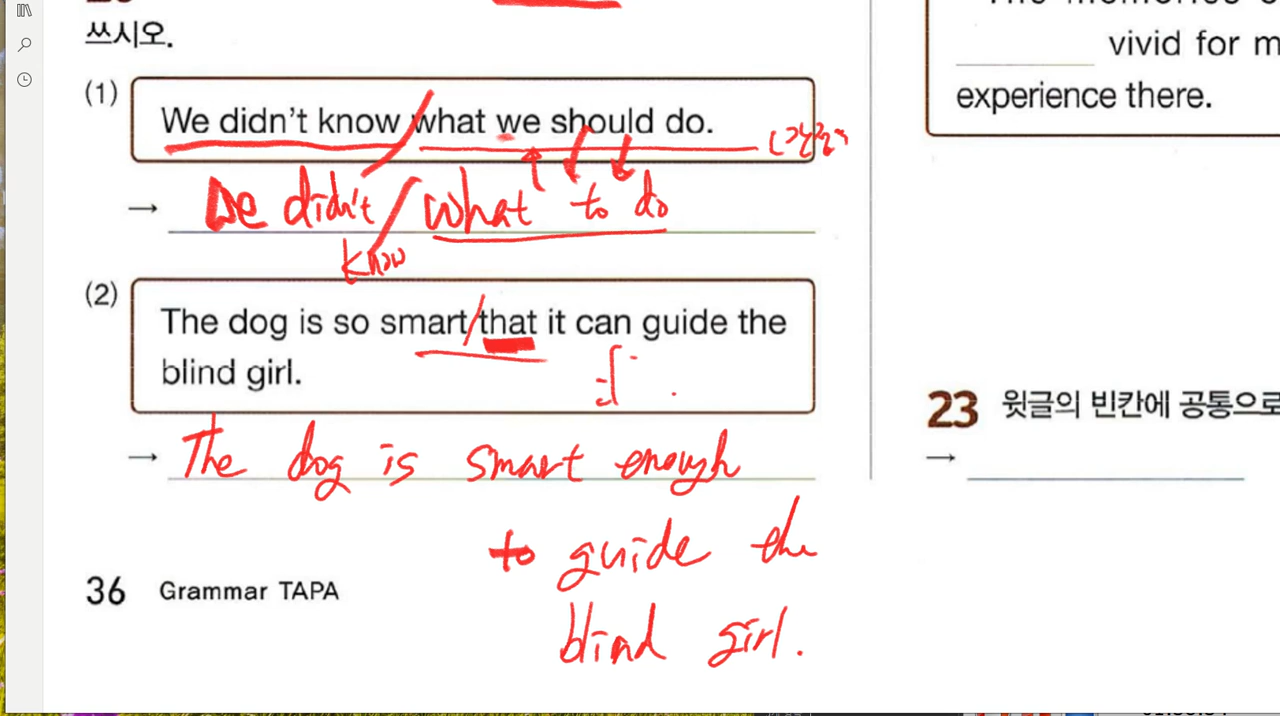 쓰시오.
(1)
We didn't know what we should do.
→ We didn't what to do
know
(2)
The dog is so smart that it can guide the
blind girl.
→ The dog is smart enough
to guide the
blind girl.
36 Grammar TAPA
vivid for m
experience there.
23 윗글의 빈칸에 공통으로
→